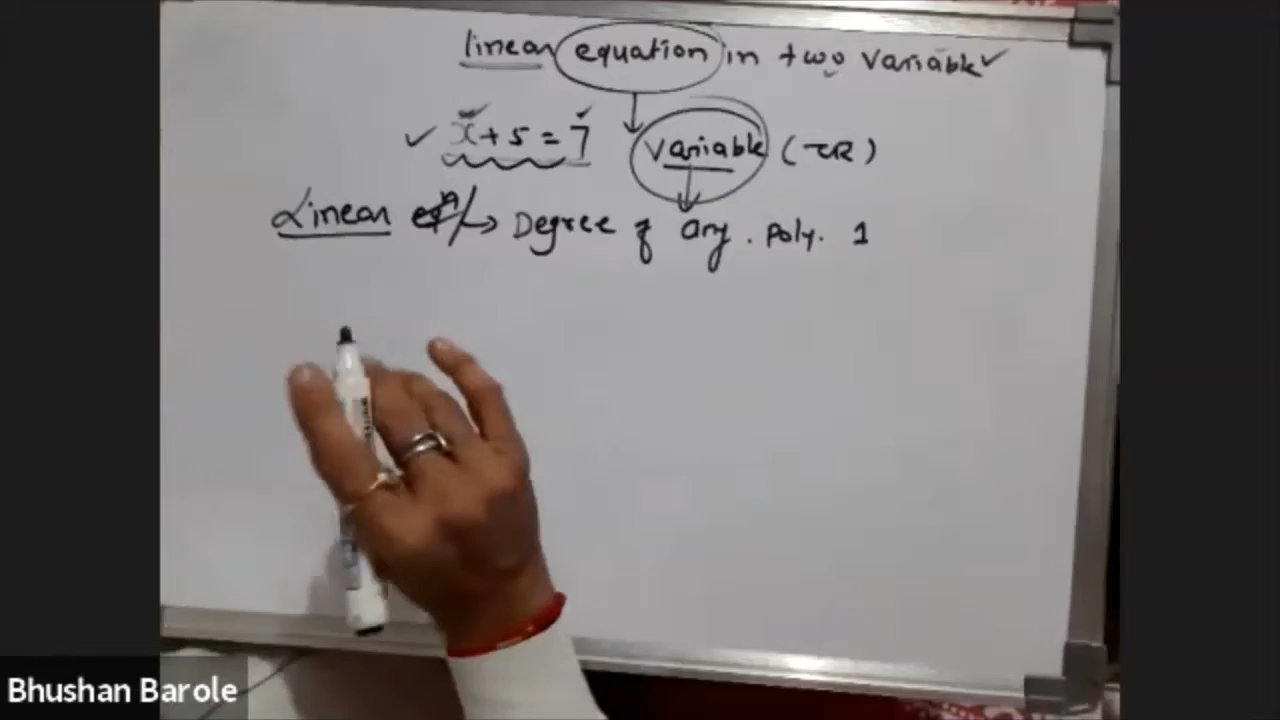 linear equation in two variable
x + 5 = 7 variable
Linear eqn → Degree of any . poly. 1
Bhushan Barole